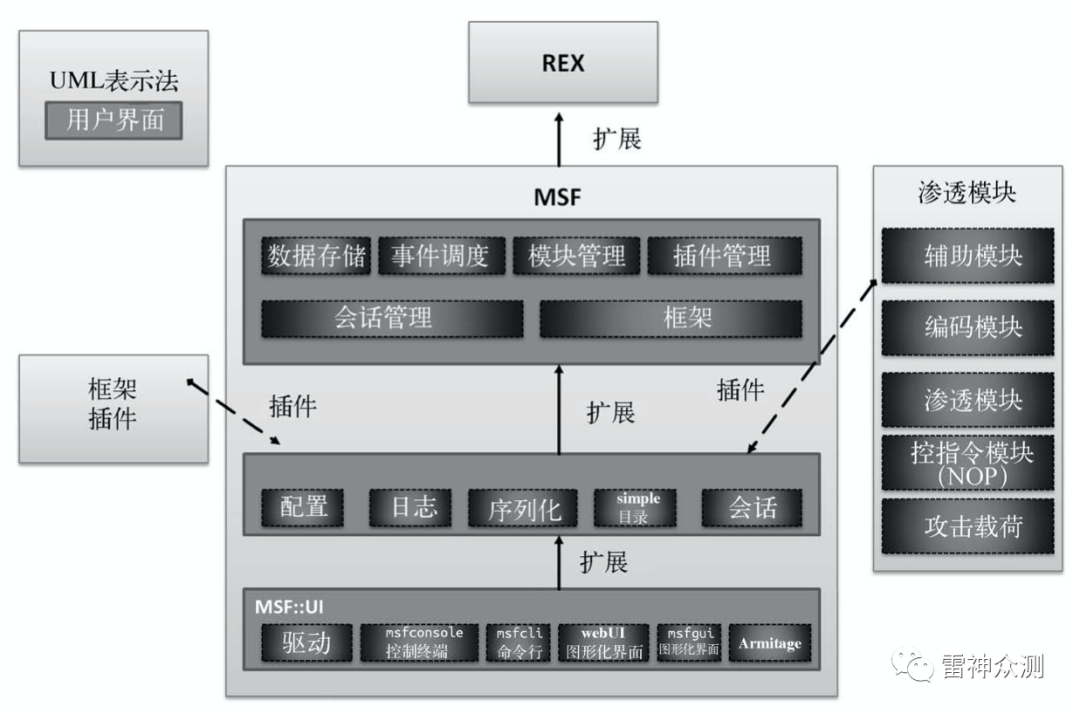 UML表示法
用户界面
REX
扩展
MSF
数据存储
事件调度
模块管理
插件管理
会话管理
框架
框架
插件
插件
扩展
插件
配置
日志
序列化
simple
目录
会话
扩展
MSF::UI
驱动
msfconsole
控制终端
msfcli
命令行
webUI
图形化界面
msfgui
图形化界面
Armitage
渗透模块
辅助模块
编码模块
渗透模块
控指令模块
(NOP)
攻击载荷
雷神众测